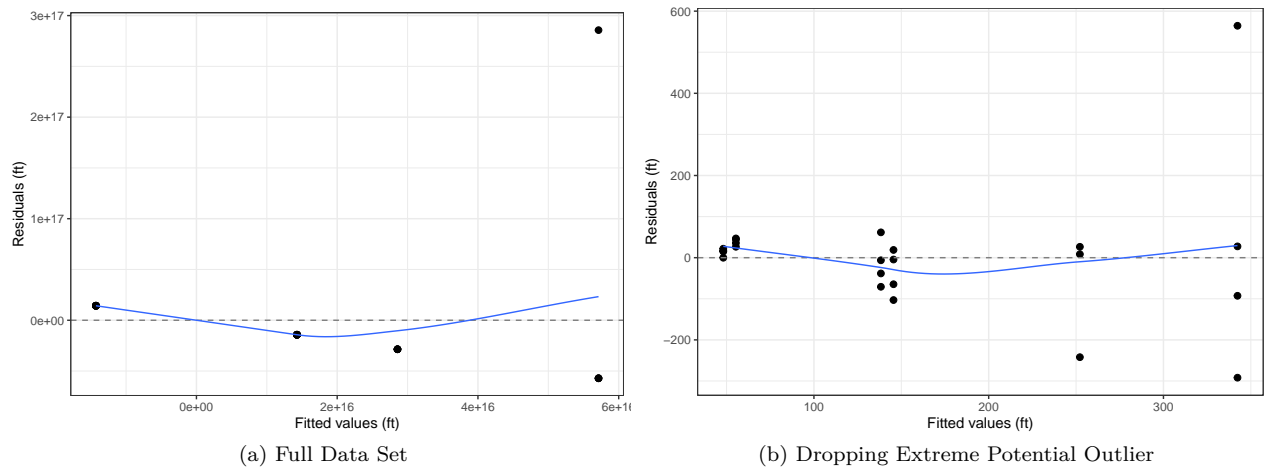 3e+17
2e+17
1e+17
0e+00
Residuals (ft)
0e+00
2e+16
4e+16
6e+16
Fitted values (ft)
(a) Full Data Set
600
400
200
0
−200
Residuals (ft)
100
200
300
Fitted values (ft)
(b) Dropping Extreme Potential Outlier